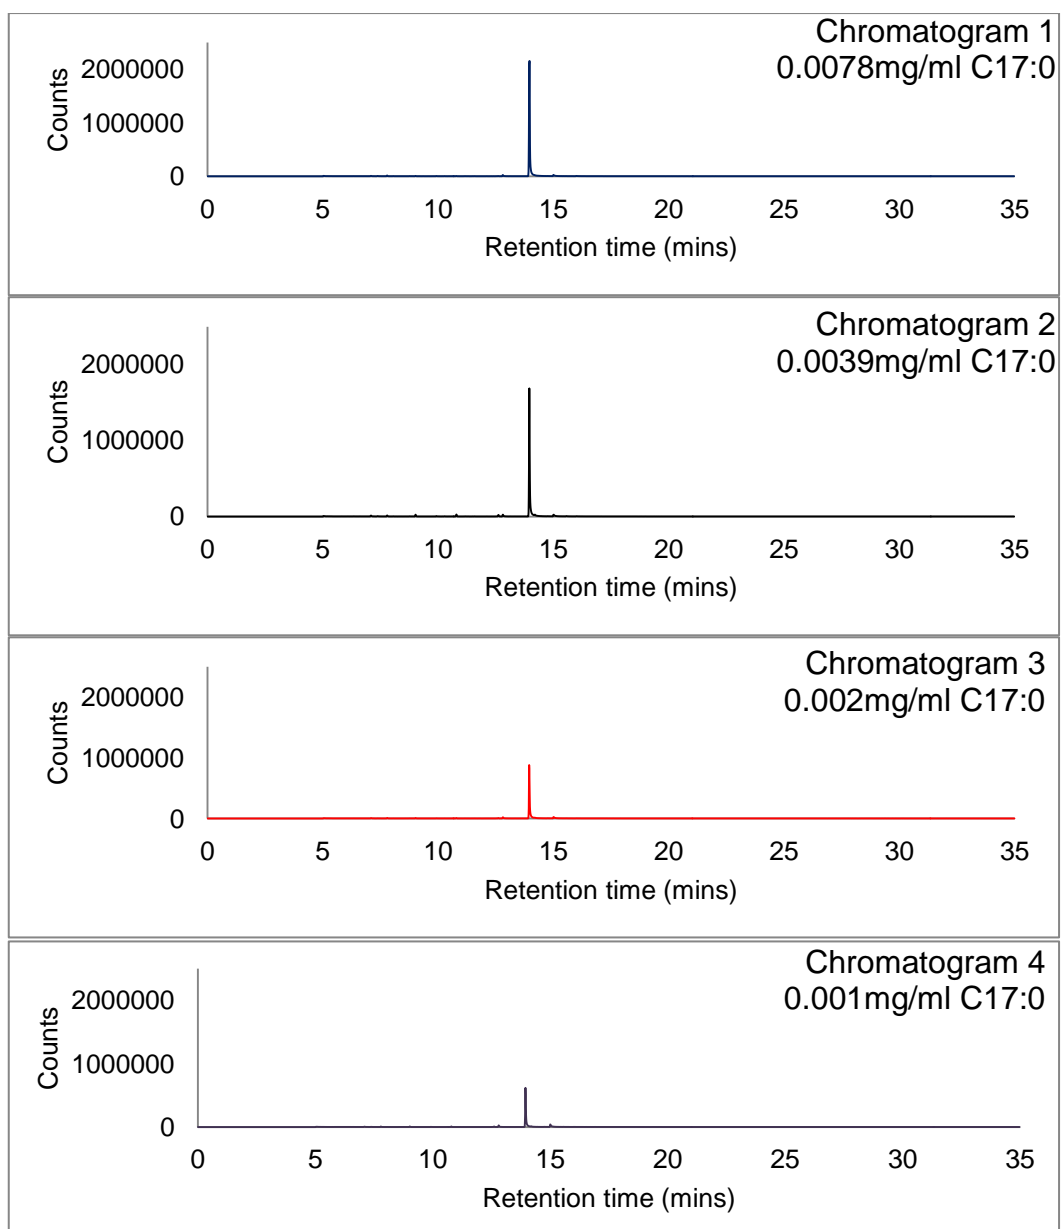 Chromatogram 1
0.0078mg/ml C17:0
Counts
2000000
1000000
0
0 5 10 15 20 25 30 35
Retention time (mins)
Chromatogram 2
0.0039mg/ml C17:0
Counts
2000000
1000000
0
0 5 10 15 20 25 30 35
Retention time (mins)
Chromatogram 3
0.002mg/ml C17:0
Counts
2000000
1000000
0
0 5 10 15 20 25 30 35
Retention time (mins)
Chromatogram 4
0.001mg/ml C17:0
Counts
2000000
1000000
0
0 5 10 15 20 25 30 35
Retention time (mins)